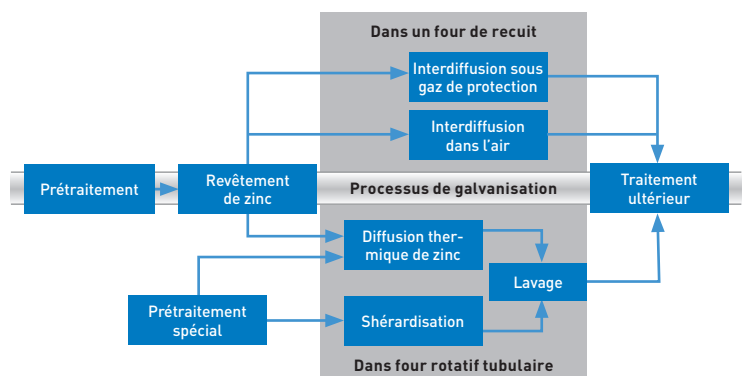 Dans un four de recuit
Interdiffusion sous
gaz de protection
Interdiffusion
dans l’air
Prétraitement
Revêtement
de zinc
Processus de galvanisation
Traitement
ultérieur
Diffusion ther-
mique de zinc
Lavage
Prétraitement
spécial
Shérardisation
Dans four rotatif tubulaire